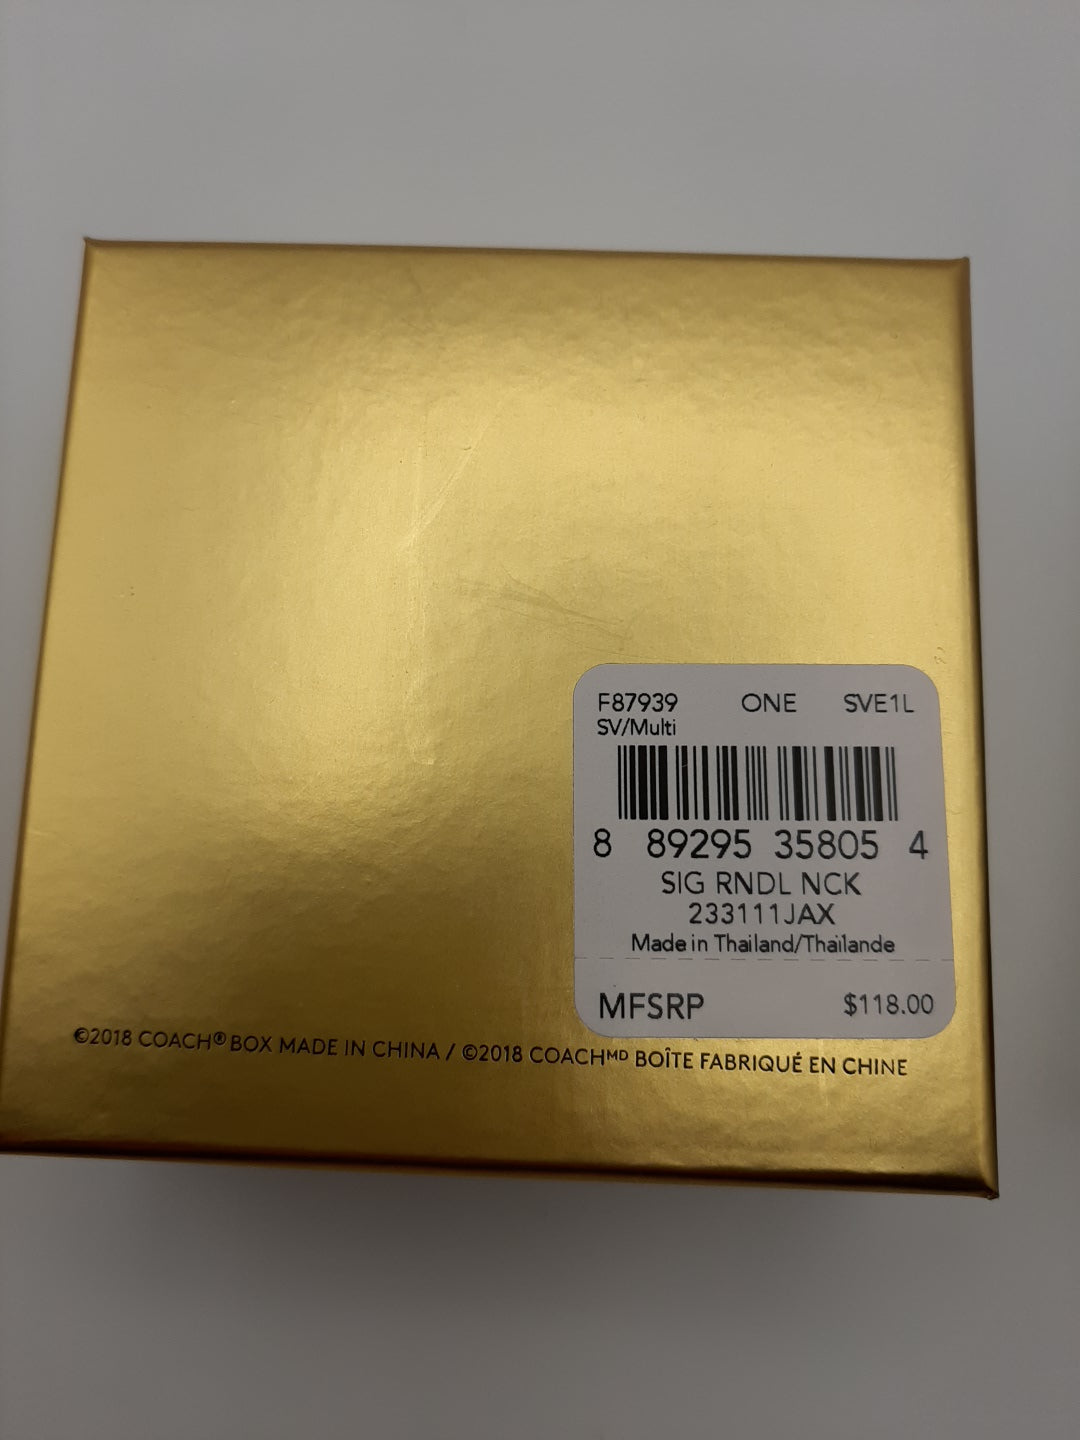 F87939 ONE SVE1L
SV/Multi
8 89295 35805 4
SIG RNDL NCK
233111JAX
Made in Thailand/Thaïlande
MFSRP $118.00
©2018 COACH® BOX MADE IN CHINA / ©2018 COACHᴹᴰ BOÎTE FABRIQUÉ EN CHINE